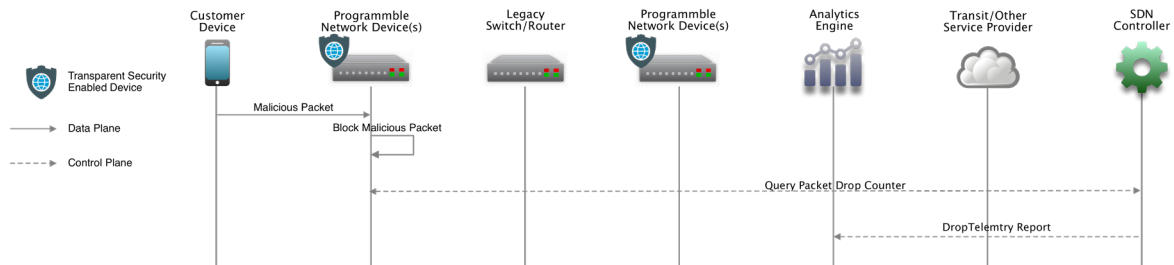 Customer
Device
Programmble
Network Device(s)
Legacy
Switch/Router
Programmble
Network Device(s)
Analytics
Engine
Transit/Other
Service Provider
SDN
Controller
Transparent Security
Enabled Device
Malicious Packet
Data Plane
Block Malicious Packet
Control Plane
Query Packet Drop Counter
DropTelemtry Report